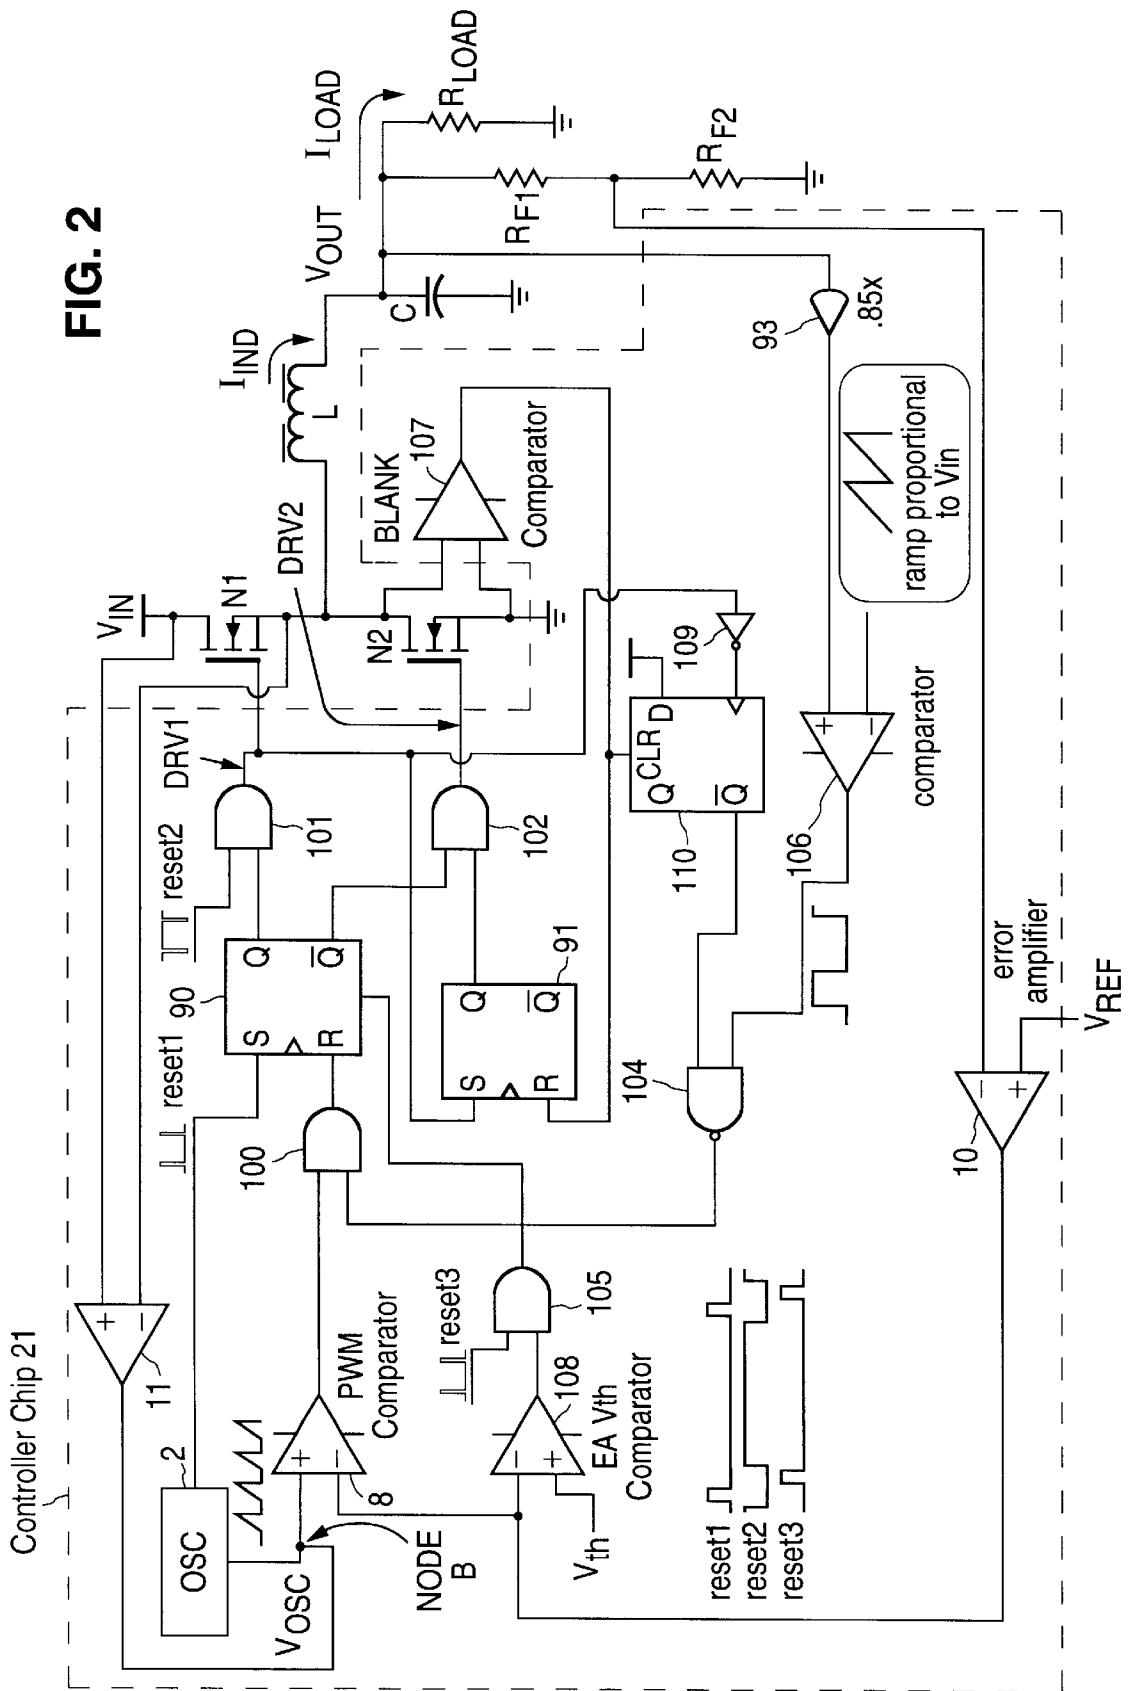 FIG. 2
Controller Chip 21
VIN
N1
N2
DRV1
DRV2
IIND
L
VOUT
ILOAD
RLOAD
C
RF1
RF2
BLANK
107
Comparator
11
OSC
2
VOSC
NODE
B
reset1
reset2
90
S
R
Q
Q
101
100
102
91
S
R
Q
Q
PWM
Comparator
8
reset3
105
108
EA Vth
Comparator
Vth
104
110
CLR
D
Q
Q
109
93
.85x
ramp proportional
to Vin
106
+
−
comparator
+
−
+
−
−
+
reset1
reset2
reset3
10
−
+
error
amplifier
VREF